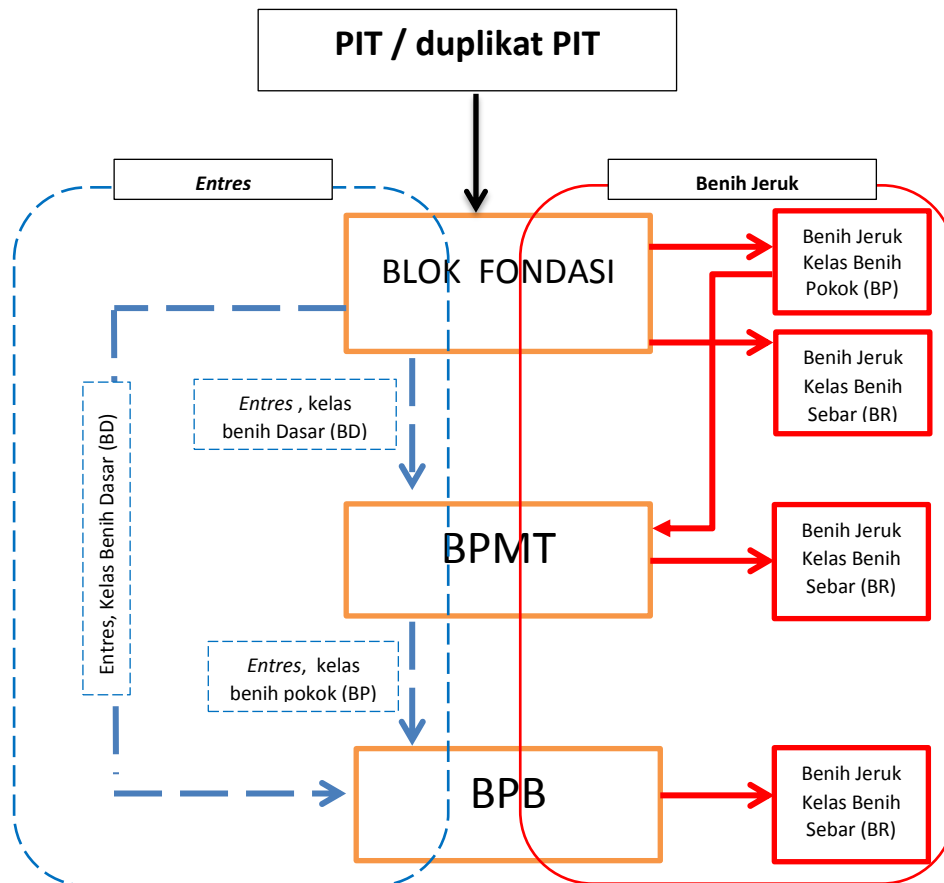 PIT / duplikat PIT
Entres
Benih Jeruk
BLOK FONDASI
Benih Jeruk
Kelas Benih
Pokok (BP)
Benih Jeruk
Kelas Benih
Sebar (BR)
Entres , kelas
benih Dasar (BD)
Entres, Kelas Benih Dasar (BD)
BPMT
Benih Jeruk
Kelas Benih
Sebar (BR)
Entres, kelas
benih pokok (BP)
BPB
Benih Jeruk
Kelas Benih
Sebar (BR)